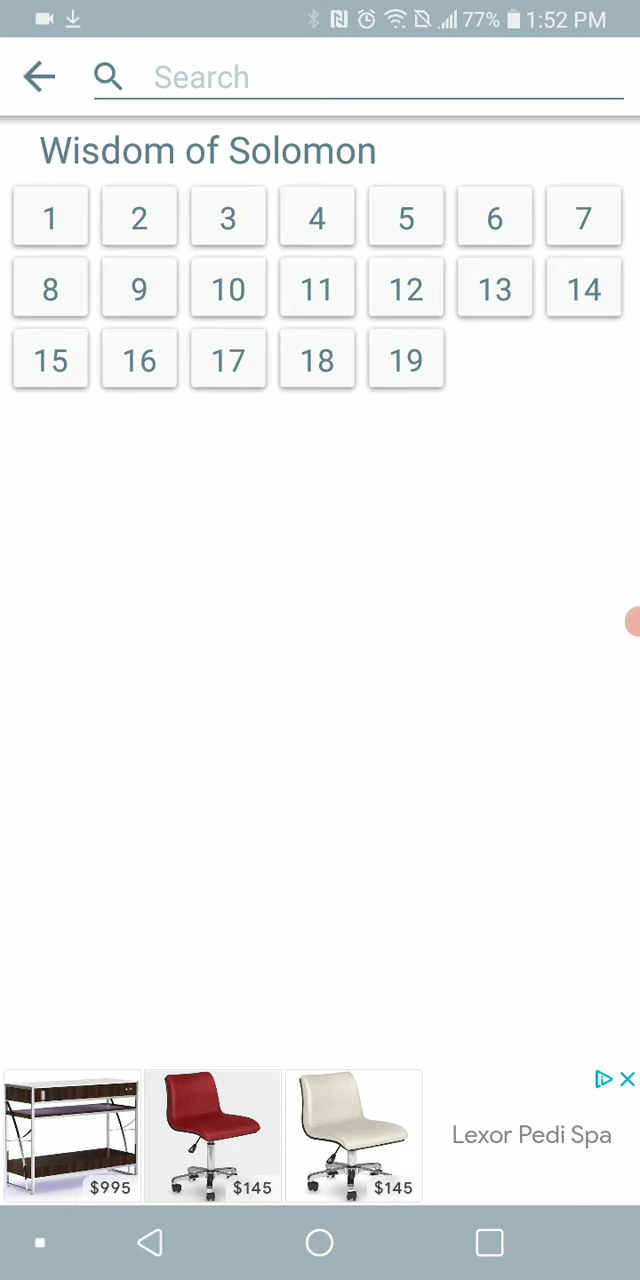 77% 1:52 PM
Search
Wisdom of Solomon
1 2 3 4 5 6 7
8 9 10 11 12 13 14
15 16 17 18 19
$995 $145 $145
Lexor Pedi Spa